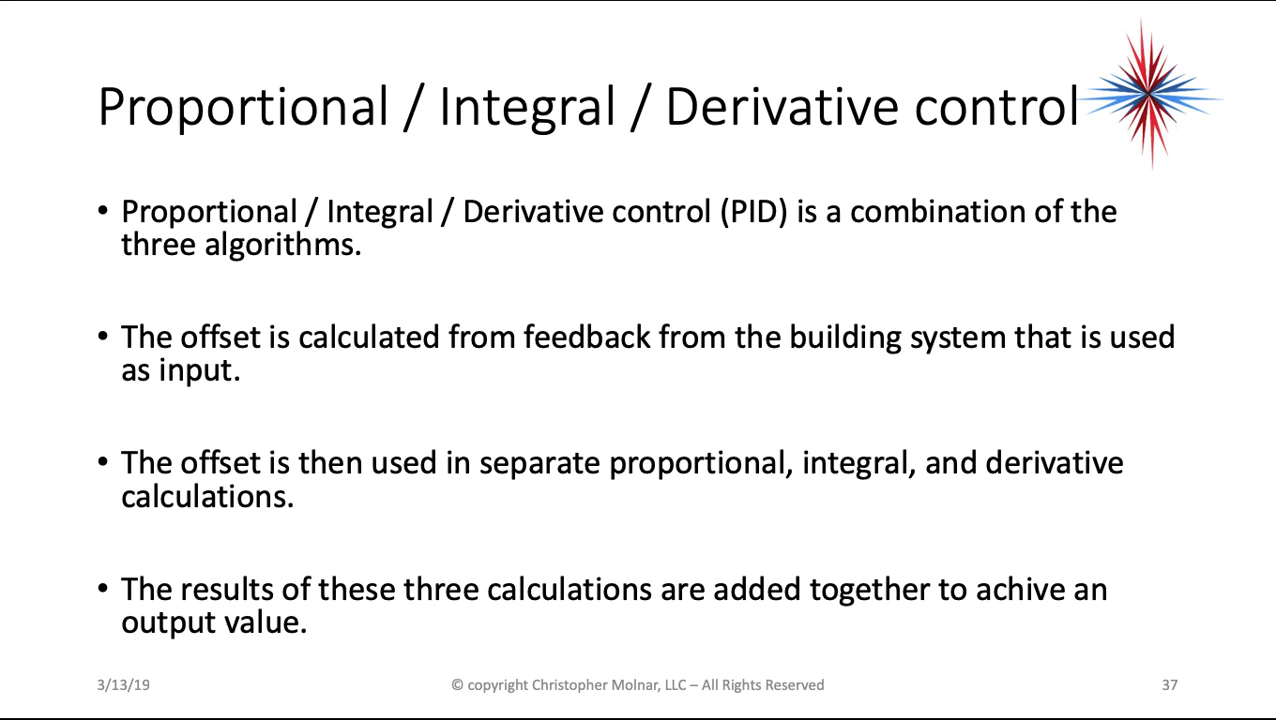 Proportional / Integral / Derivative control
• Proportional / Integral / Derivative control (PID) is a combination of the
three algorithms.
• The offset is calculated from feedback from the building system that is used
as input.
• The offset is then used in separate proportional, integral, and derivative
calculations.
• The results of these three calculations are added together to achive an
output value.
3/13/19
© copyright Christopher Molnar, LLC – All Rights Reserved
37